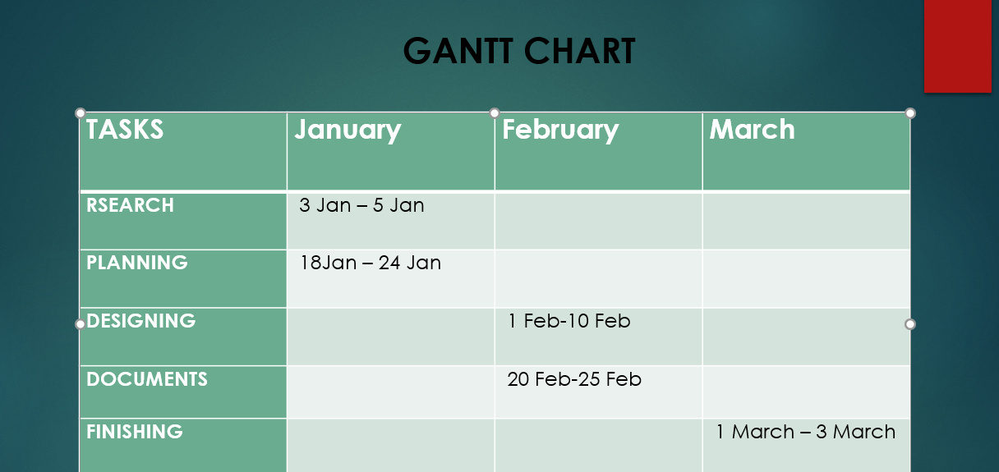 GANTT CHART
TASKS January February March
RSEARCH 3 Jan – 5 Jan
PLANNING 18Jan – 24 Jan
DESIGNING 1 Feb-10 Feb
DOCUMENTS 20 Feb-25 Feb
FINISHING 1 March – 3 March